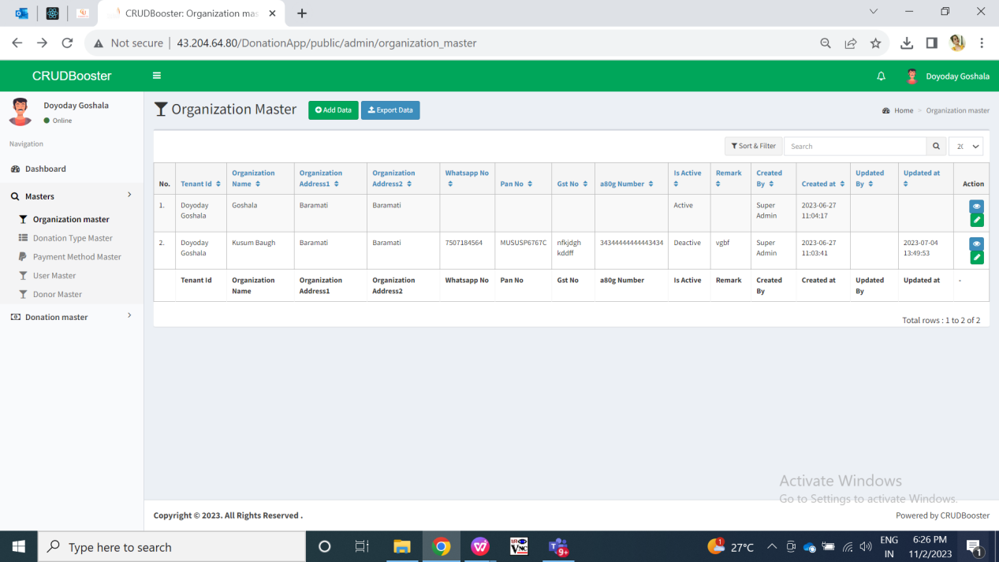 CRUDBooster: Organization mas
Not secure
43.204.64.80/DonationApp/public/admin/organization_master
CRUDBooster
Doyoday Goshala
Doyoday Goshala
Online
Navigation
Dashboard
Masters
Organization master
Donation Type Master
Payment Method Master
User Master
Donor Master
Donation master
Organization Master
Add Data
Export Data
Home > Organization master
Sort & Filter
Search
20
No. Tenant Id Organization Name Organization Address1 Organization Address2 Whatsapp No Pan No Gst No a80g Number Is Active Remark Created By Created at Updated By Updated at Action
1. Doyoday Goshala Goshala Baramati Baramati Active Super Admin 2023-06-27 11:04:17
2. Doyoday Goshala Kusum Baugh Baramati Baramati 7507184564 MUSUSP6767C nfkjdgh kddff 34344444444443434 Deactive vgbf Super Admin 2023-06-27 11:03:41 2023-07-04 13:49:53
Tenant Id Organization Name Organization Address1 Organization Address2 Whatsapp No Pan No Gst No a80g Number Is Active Remark Created By Created at Updated By Updated at -
Total rows : 1 to 2 of 2
Activate Windows
Go to Settings to activate Windows.
Copyright © 2023. All Rights Reserved .
Powered by CRUDBooster
Type here to search
VNC
9+
1
27°C
ENG
IN
6:26 PM
11/2/2023
1